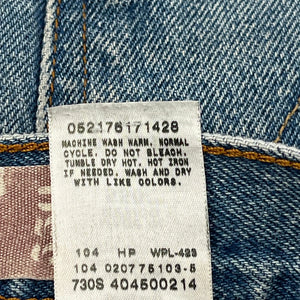 052176171428
MACHINE WASH WARM, NORMAL
CYCLE. DO NOT BLEACH.
TUMBLE DRY HOT. HOT IRON
IF NEEDED. WASH AND DRY
WITH LIKE COLORS.
104 HP WPL-423
104 020775103-5
730S 404500214